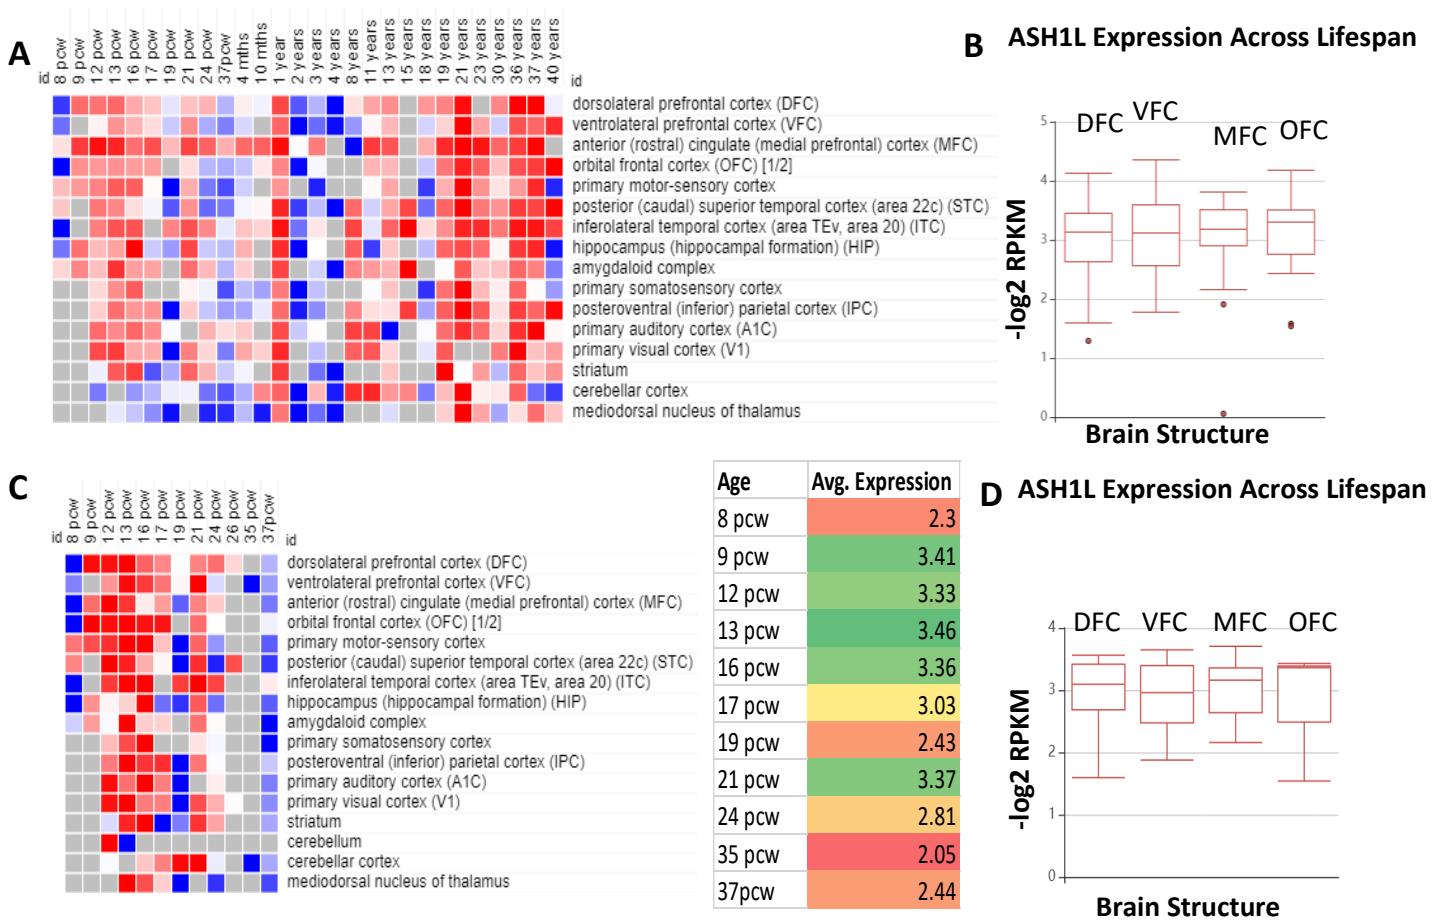 A
id
8 pcw
9 pcw
12 pcw
13 pcw
16 pcw
17 pcw
19 pcw
21 pcw
24 pcw
37pcw
4 mths
10 mths
1 year
2 years
3 years
4 years
8 years
11 years
13 years
15 years
18 years
19 years
21 years
23 years
30 years
36 years
37 years
40 years
id
dorsolateral prefrontal cortex (DFC)
ventrolateral prefrontal cortex (VFC)
anterior (rostral) cingulate (medial prefrontal) cortex (MFC)
orbital frontal cortex (OFC) [1/2]
primary motor-sensory cortex
posterior (caudal) superior temporal cortex (area 22c) (STC)
inferolateral temporal cortex (area TEv, area 20) (ITC)
hippocampus (hippocampal formation) (HIP)
amygdaloid complex
primary somatosensory cortex
posteroventral (inferior) parietal cortex (IPC)
primary auditory cortex (A1C)
primary visual cortex (V1)
striatum
cerebellar cortex
mediodorsal nucleus of thalamus
B ASH1L Expression Across Lifespan
DFC VFC MFC OFC
5
4
3
2
1
0
-log2 RPKM
Brain Structure
C
id
8 pcw
9 pcw
12 pcw
13 pcw
16 pcw
17 pcw
19 pcw
21 pcw
24 pcw
26 pcw
35 pcw
37pcw
id
dorsolateral prefrontal cortex (DFC)
ventrolateral prefrontal cortex (VFC)
anterior (rostral) cingulate (medial prefrontal) cortex (MFC)
orbital frontal cortex (OFC) [1/2]
primary motor-sensory cortex
posterior (caudal) superior temporal cortex (area 22c) (STC)
inferolateral temporal cortex (area TEv, area 20) (ITC)
hippocampus (hippocampal formation) (HIP)
amygdaloid complex
primary somatosensory cortex
posteroventral (inferior) parietal cortex (IPC)
primary auditory cortex (A1C)
primary visual cortex (V1)
striatum
cerebellum
cerebellar cortex
mediodorsal nucleus of thalamus
Age Avg. Expression
8 pcw 2.3
9 pcw 3.41
12 pcw 3.33
13 pcw 3.46
16 pcw 3.36
17 pcw 3.03
19 pcw 2.43
21 pcw 3.37
24 pcw 2.81
35 pcw 2.05
37pcw 2.44
D ASH1L Expression Across Lifespan
DFC VFC MFC OFC
4
3
2
1
0
-log2 RPKM
Brain Structure